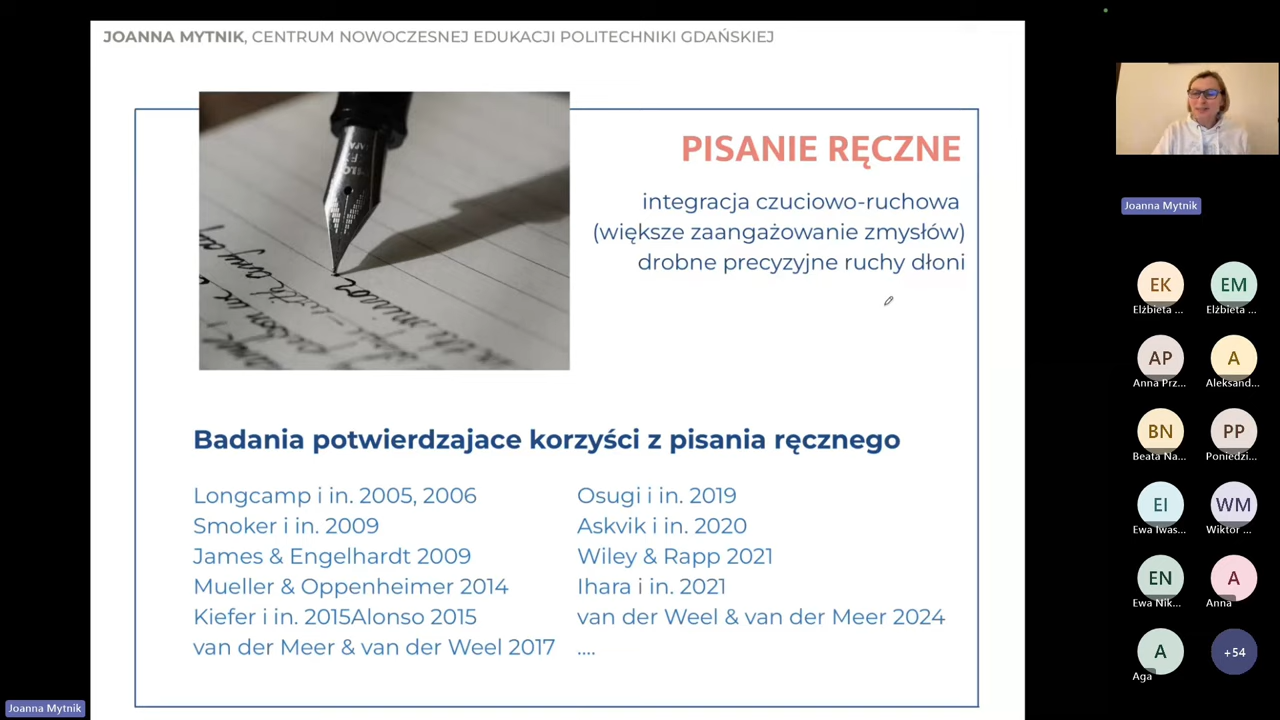 JOANNA MYTNIK, CENTRUM NOWOCZESNEJ EDUKACJI POLITECHNIKI GDAŃSKIEJ
PISANIE RĘCZNE
integracja czuciowo-ruchowa
(większe zaangażowanie zmysłów)
drobne precyzyjne ruchy dłoni
Badania potwierdzajace korzyści z pisania ręcznego
Longcamp i in. 2005, 2006
Smoker i in. 2009
James & Engelhardt 2009
Mueller & Oppenheimer 2014
Kiefer i in. 2015Alonso 2015
van der Meer & van der Weel 2017
Osugi i in. 2019
Askvik i in. 2020
Wiley & Rapp 2021
Ihara i in. 2021
van der Weel & van der Meer 2024
....
Joanna Mytnik
Joanna Mytnik
EK
EM
Elżbieta ...
Elżbieta ...
AP
A
Anna Prz...
Aleksand...
BN
PP
Beata Na...
Poniedzi...
EI
WM
Ewa Iwas...
Wiktor ...
EN
A
Ewa Nik...
Anna
A
+54
Aga